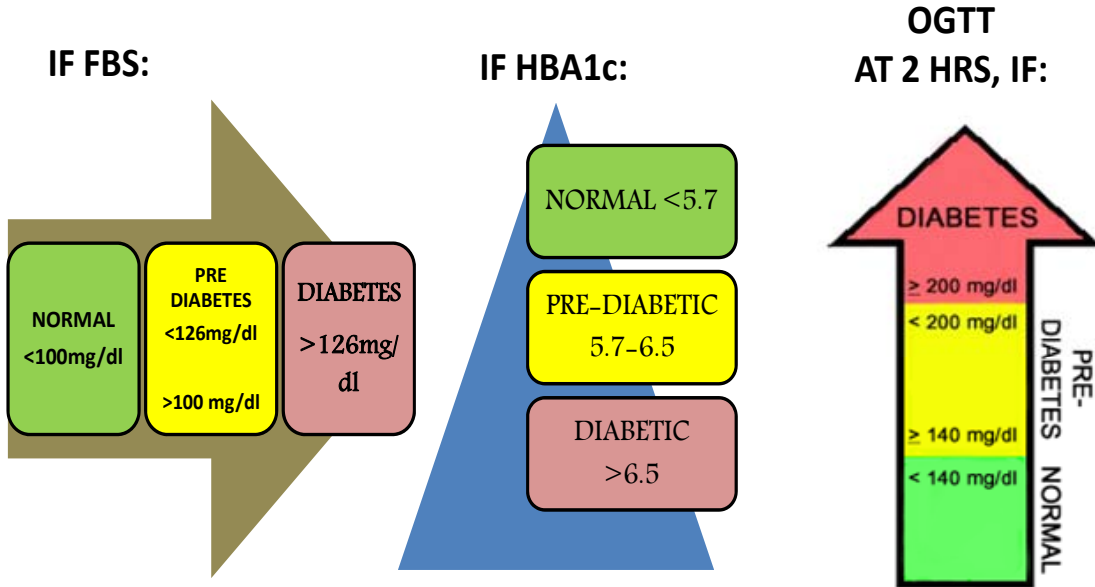 IF FBS:
NORMAL
<100mg/dl
PRE
DIABETES
<126mg/dl
>100 mg/dl
DIABETES
>126mg/
dl
IF HBA1c:
NORMAL <5.7
PRE-DIABETIC
5.7-6.5
DIABETIC
>6.5
OGTT
AT 2 HRS, IF:
DIABETES
≥ 200 mg/dl
< 200 mg/dl
≥ 140 mg/dl
< 140 mg/dl
PRE-
DIABETES
NORMAL